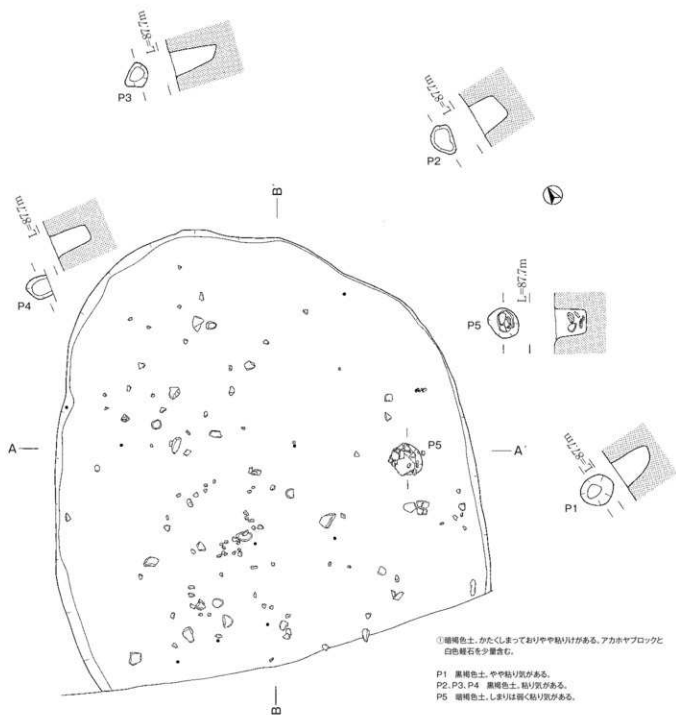 L=87.7m
P3
L=87.7m
P2
B'
L=87.7m
P4
L=87.7m
P5
A
P5
A'
L=87.7m
P1
B
①暗褐色土、かたくしまっておりやや粘りけがある。アカホヤブロックと
白色軽石を少量含む。
P1 黒褐色土、やや粘り気がある。
P2、P3、P4 黒褐色土、粘り気がある。
P5 暗褐色土、しまりは弱く粘り気がある。